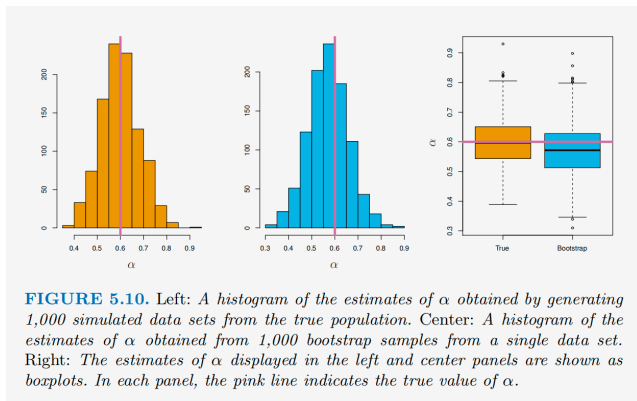 200
150
100
50
0
0.4 0.5 0.6 0.7 0.8 0.9
α
200
150
100
50
0
0.3 0.4 0.5 0.6 0.7 0.8 0.9
α
0.9
0.8
0.7
0.6
0.5
0.4
0.3
α
True Bootstrap
FIGURE 5.10. Left: A histogram of the estimates of α obtained by generating
1,000 simulated data sets from the true population. Center: A histogram of the
estimates of α obtained from 1,000 bootstrap samples from a single data set.
Right: The estimates of α displayed in the left and center panels are shown as
boxplots. In each panel, the pink line indicates the true value of α.